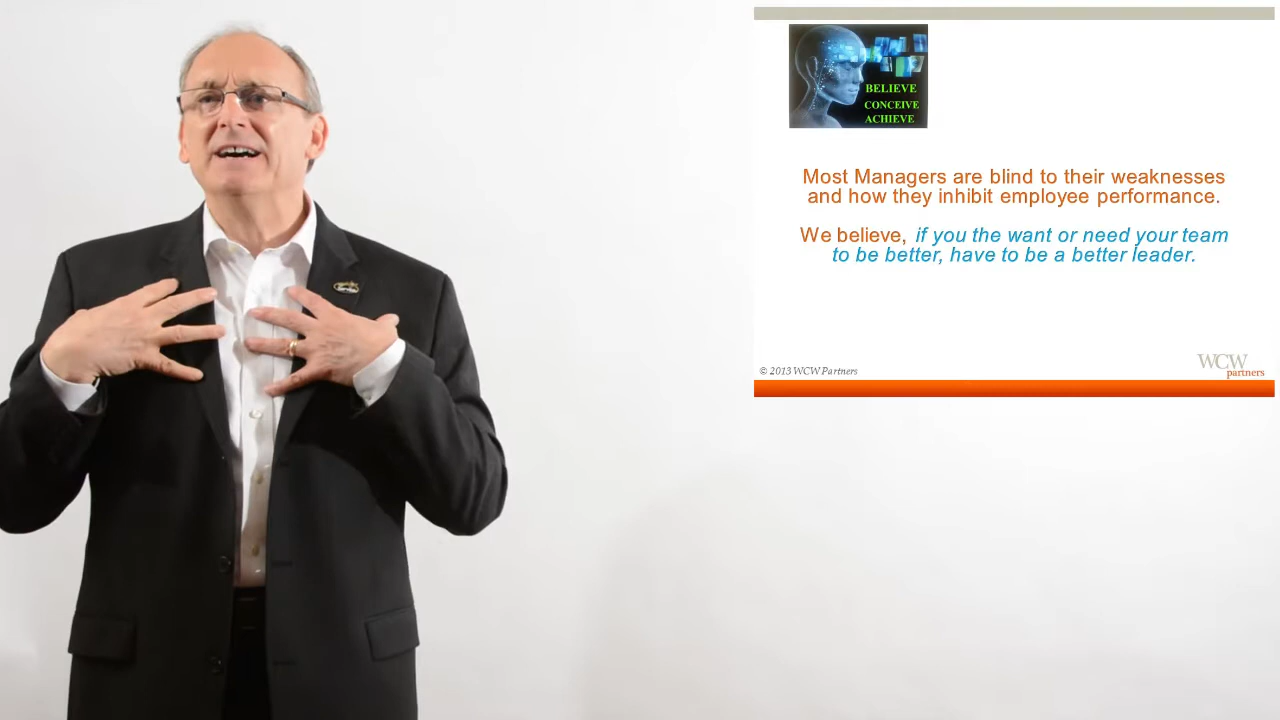 BELIEVE
CONCEIVE
ACHIEVE
Most Managers are blind to their weaknesses
and how they inhibit employee performance.
We believe, if you the want or need your team
to be better, have to be a better leader.
© 2013 WCW Partners
WCW
partners